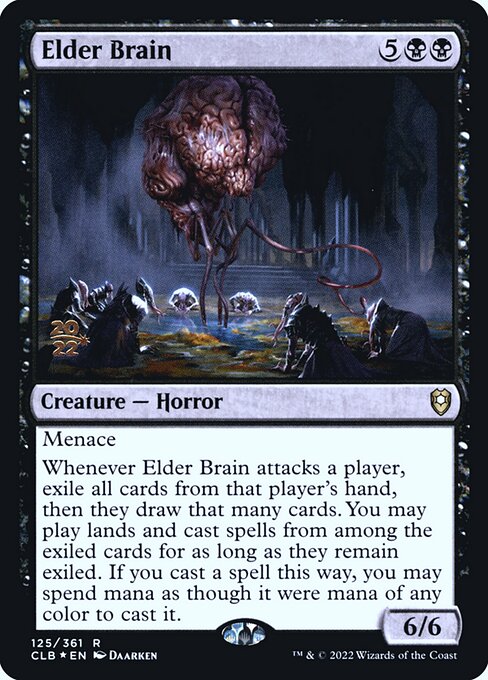 Elder Brain 5
20
22
Creature — Horror
Menace
Whenever Elder Brain attacks a player,
exile all cards from that player's hand,
then they draw that many cards. You may
play lands and cast spells from among the
exiled cards for as long as they remain
exiled. If you cast a spell this way, you may
spend mana as though it were mana of any
color to cast it.
6/6
125/361 R
CLB ★ EN Daarken ™ & © 2022 Wizards of the Coast